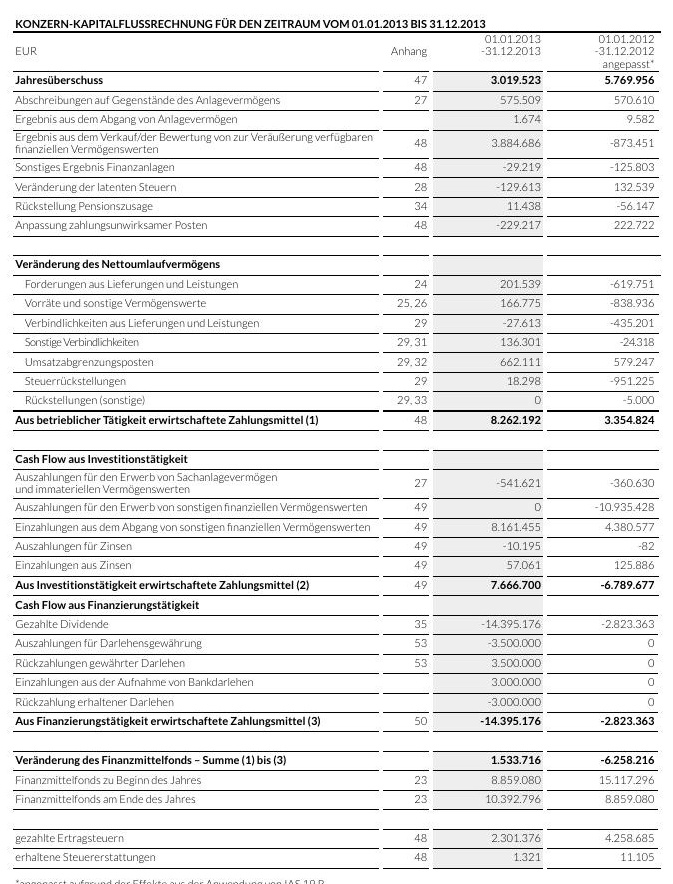 KONZERN-KAPITALFLUSSRECHNUNG FÜR DEN ZEITRAUM VOM 01.01.2013 BIS 31.12.2013
EUR Anhang 01.01.2013 -31.12.2013 01.01.2012 -31.12.2012 angepasst*
Jahresüberschuss 47 3.019.523 5.769.956
Abschreibungen auf Gegenstände des Anlagevermögens 27 575.509 570.610
Ergebnis aus dem Abgang von Anlagevermögen 1.674 9.582
Ergebnis aus dem Verkauf/der Bewertung von zur Veräußerung verfügbaren
finanziellen Vermögenswerten 48 3.884.686 -873.451
Sonstiges Ergebnis Finanzanlagen 48 -29.219 -125.803
Veränderung der latenten Steuern 28 -129.613 132.539
Rückstellung Pensionszusage 34 11.438 -56.147
Anpassung zahlungsunwirksamer Posten 48 -229.217 222.722
Veränderung des Nettoumlaufvermögens
Forderungen aus Lieferungen und Leistungen 24 201.539 -619.751
Vorräte und sonstige Vermögenswerte 25, 26 166.775 -838.936
Verbindlichkeiten aus Lieferungen und Leistungen 29 -27.613 -435.201
Sonstige Verbindlichkeiten 29, 31 136.301 -24.318
Umsatzabgrenzungsposten 29, 32 662.111 579.247
Steuerrückstellungen 29 18.298 -951.225
Rückstellungen (sonstige) 29, 33 0 -5.000
Aus betrieblicher Tätigkeit erwirtschaftete Zahlungsmittel (1) 48 8.262.192 3.354.824
Cash Flow aus Investitionstätigkeit
Auszahlungen für den Erwerb von Sachanlagevermögen
und immateriellen Vermögenswerten 27 -541.621 -360.630
Auszahlungen für den Erwerb von sonstigen finanziellen Vermögenswerten 49 0 -10.935.428
Einzahlungen aus dem Abgang von sonstigen finanziellen Vermögenswerten 49 8.161.455 4.380.577
Auszahlungen für Zinsen 49 -10.195 -82
Einzahlungen aus Zinsen 49 57.061 125.886
Aus Investitionstätigkeit erwirtschaftete Zahlungsmittel (2) 49 7.666.700 -6.789.677
Cash Flow aus Finanzierungstätigkeit
Gezahlte Dividende 35 -14.395.176 -2.823.363
Auszahlungen für Darlehensgewährung 53 -3.500.000 0
Rückzahlungen gewährter Darlehen 53 3.500.000 0
Einzahlungen aus der Aufnahme von Bankdarlehen 3.000.000 0
Rückzahlung erhaltener Darlehen -3.000.000 0
Aus Finanzierungstätigkeit erwirtschaftete Zahlungsmittel (3) 50 -14.395.176 -2.823.363
Veränderung des Finanzmittelfonds – Summe (1) bis (3) 1.533.716 -6.258.216
Finanzmittelfonds zu Beginn des Jahres 23 8.859.080 15.117.296
Finanzmittelfonds am Ende des Jahres 23 10.392.796 8.859.080
gezahlte Ertragsteuern 48 2.301.376 4.258.685
erhaltene Steuererstattungen 48 1.321 11.105
*angepasst aufgrund der Effekte aus der Anwendung von IAS 19 R